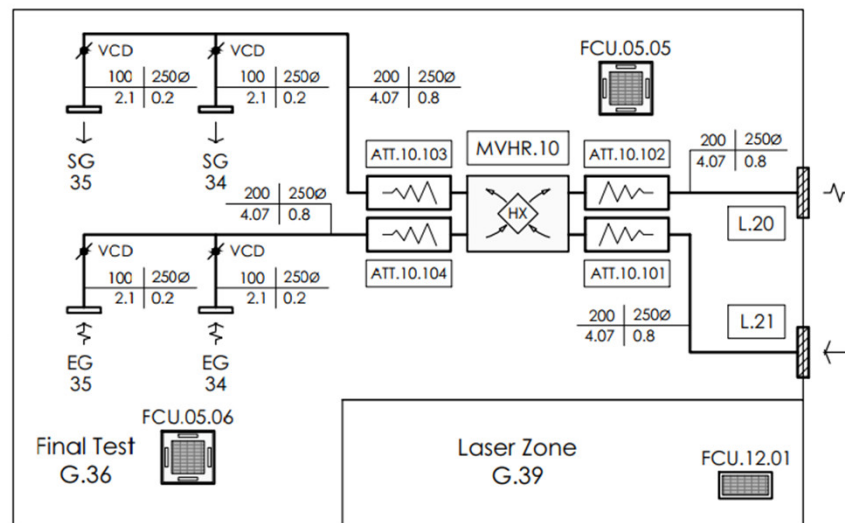 VCD
VCD
100 250Ø
2.1 0.2
100 250Ø
2.1 0.2
200 250Ø
4.07 0.8
FCU.05.05
SG
35
SG
34
ATT.10.103
MVHR.10
ATT.10.102
200 250Ø
4.07 0.8
200 250Ø
4.07 0.8
HX
L.20
VCD
VCD
ATT.10.104
ATT.10.101
100 250Ø
2.1 0.2
100 250Ø
2.1 0.2
200 250Ø
4.07 0.8
L.21
EG
35
EG
34
FCU.05.06
Final Test
G.36
Laser Zone
G.39
FCU.12.01